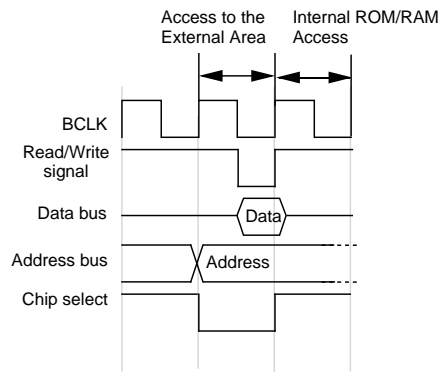 Access to the
External Area
Internal ROM/RAM
Access
BCLK
Read/Write
signal
Data bus
Data
Address bus
Address
Chip select